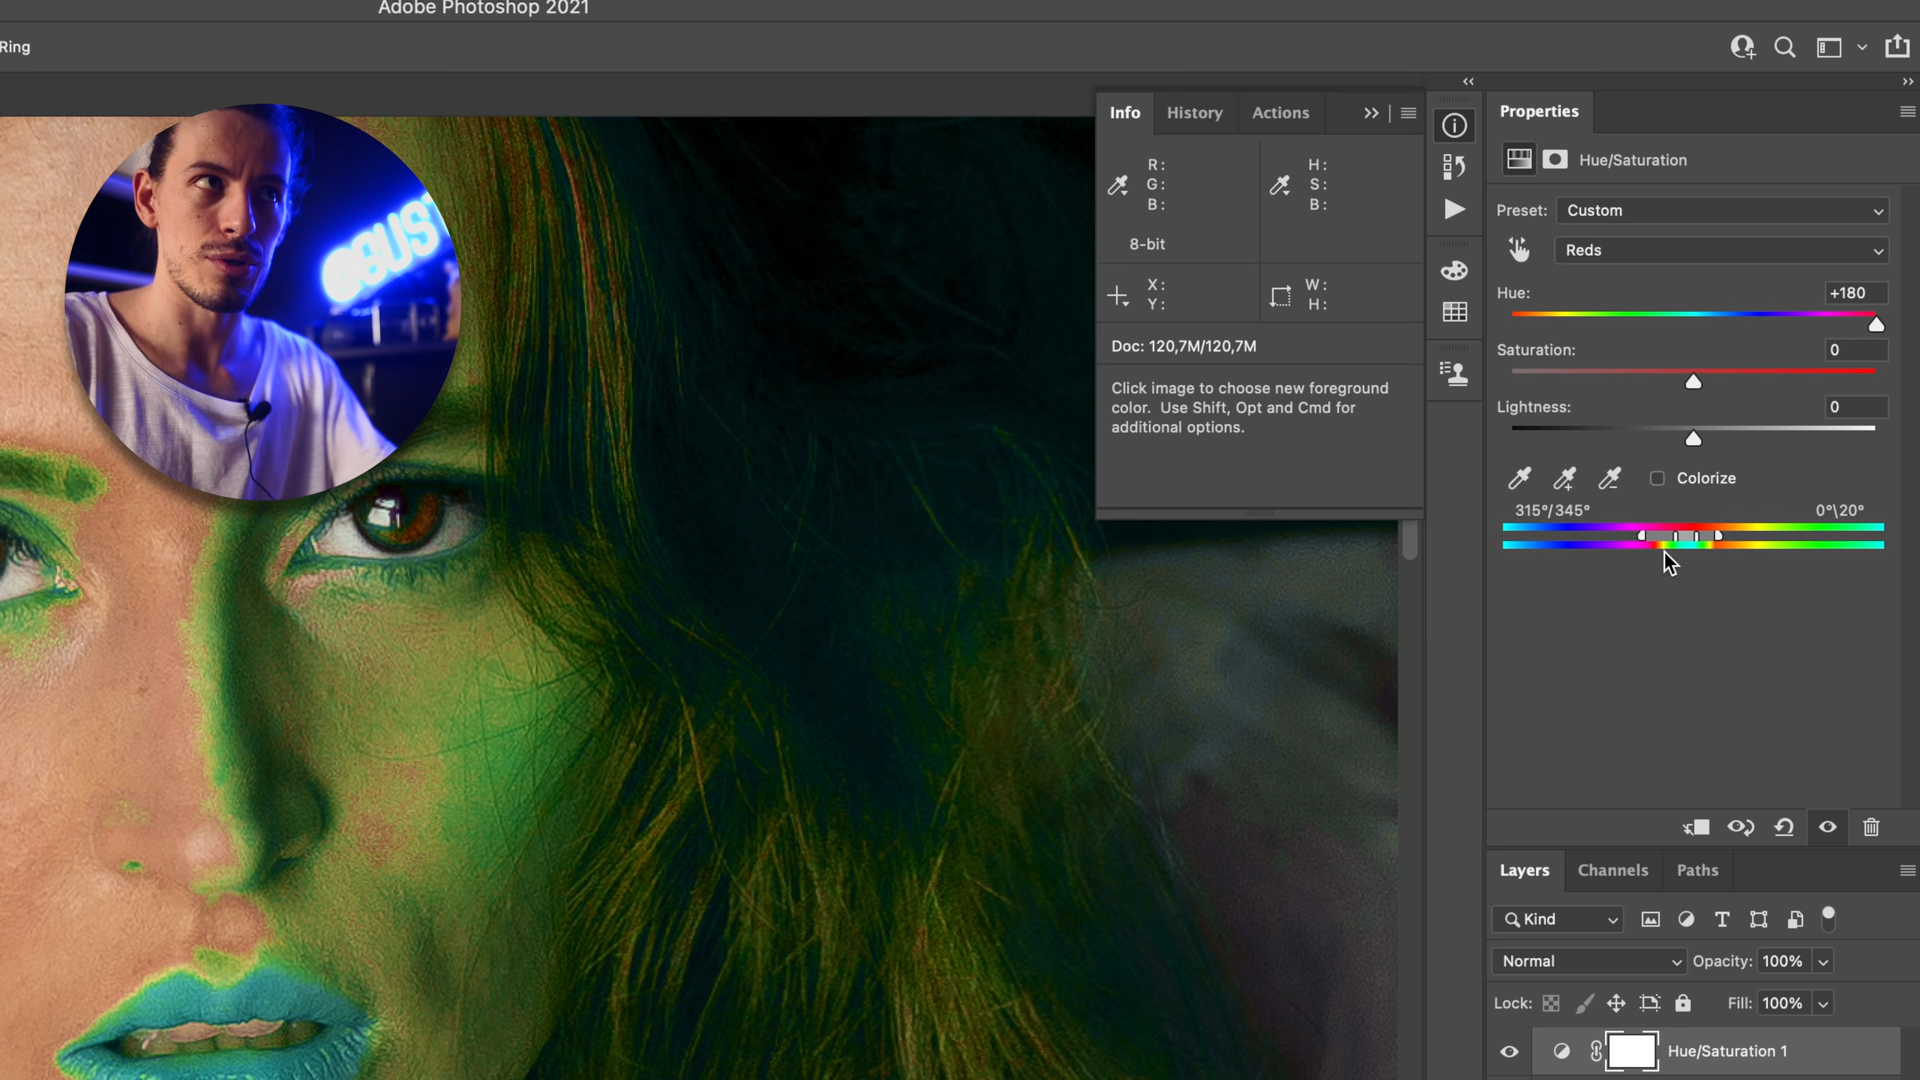 Adobe Photoshop 2021
Ring
Info
History
Actions
Properties
R:
G:
B:
H:
S:
B:
8-bit
X:
Y:
W:
H:
Doc: 120,7M/120,7M
Click image to choose new foreground
color. Use Shift, Opt and Cmd for
additional options.
Hue/Saturation
Preset: Custom
Reds
Hue: +180
Saturation: 0
Lightness: 0
Colorize
315°/345° 0°\20°
Layers
Channels
Paths
Kind
Normal
Opacity: 100%
Lock:
Fill: 100%
Hue/Saturation 1